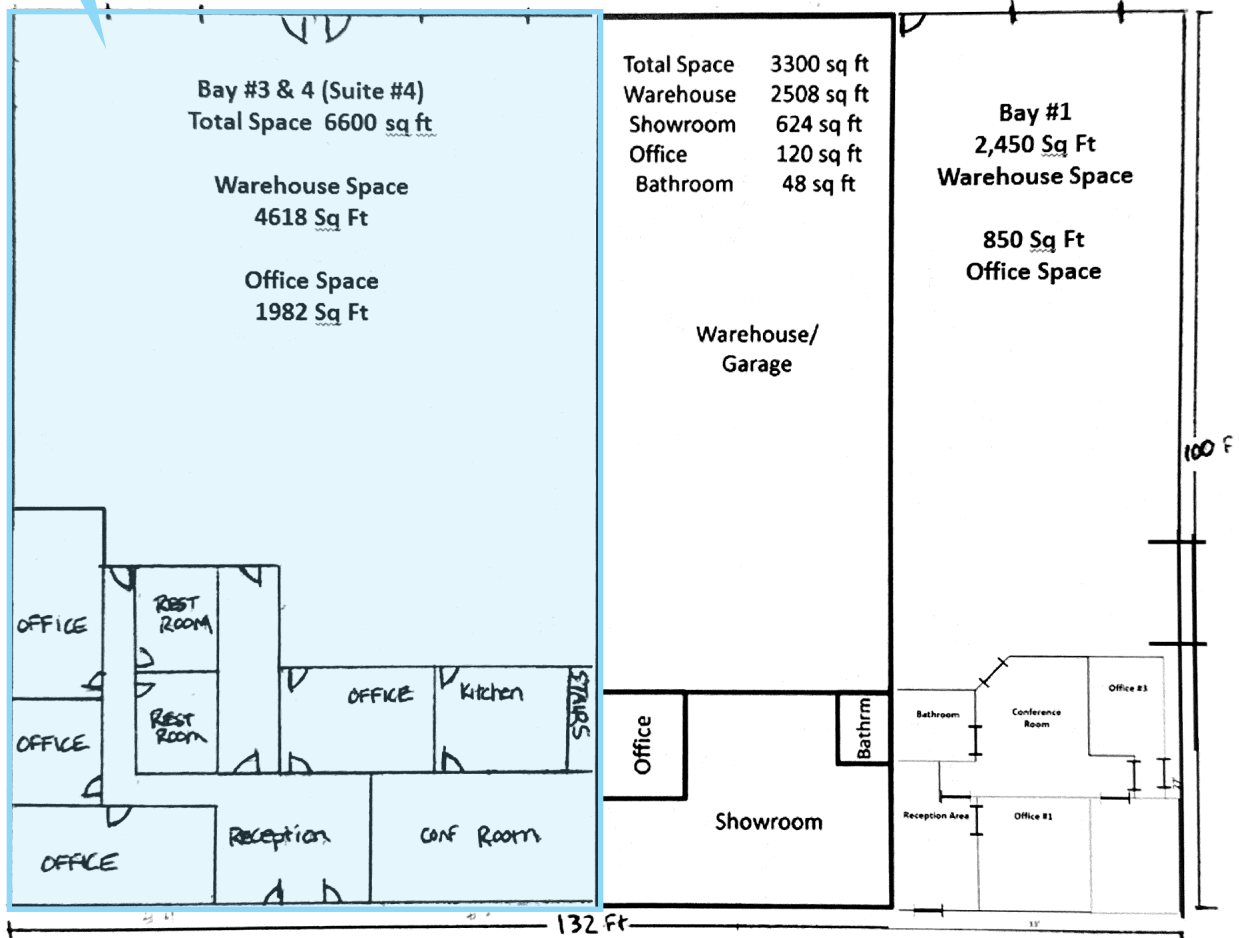 Bay #3 & 4 (Suite #4)
Total Space 6600 sq ft
Warehouse Space
4618 Sq Ft
Office Space
1982 Sq Ft
OFFICE
REST
ROOM
OFFICE
REST
ROOM
OFFICE
Kitchen
STAIRS
OFFICE
Reception
CONF ROOM
Total Space 3300 sq ft
Warehouse 2508 sq ft
Showroom 624 sq ft
Office 120 sq ft
Bathroom 48 sq ft
Warehouse/
Garage
Office
Bathrm
Showroom
Bay #1
2,450 Sq Ft
Warehouse Space
850 Sq Ft
Office Space
100 F
Bathroom
Conference
Room
Office #3
Reception Area
Office #1
132 Ft